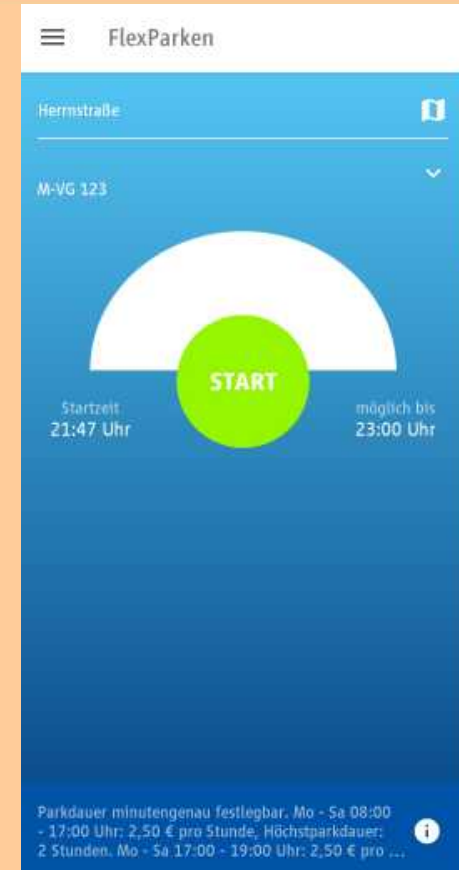 FlexParken
Herrnstraße
M-VG 123
START
Startzeit
21:47 Uhr
möglich bis
23:00 Uhr
Parkdauer minutengenau festlegbar. Mo - Sa 08:00
- 17:00 Uhr: 2,50 € pro Stunde, Höchstparkdauer:
2 Stunden. Mo - Sa 17:00 - 19:00 Uhr: 2,50 € pro ...